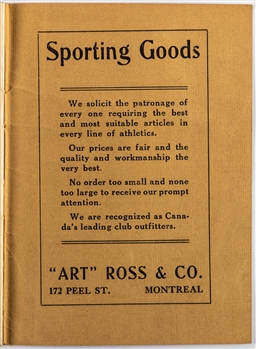 Sporting Goods
We solicit the patronage of
every one requiring the best
and most suitable articles in
every line of athletics.
Our prices are fair and the
quality and workmanship the
very best.
No order too small and none
too large to receive our prompt
attention.
We are recognized as Cana-
da's leading club outfitters.
"ART" ROSS & CO.
172 PEEL ST. MONTREAL